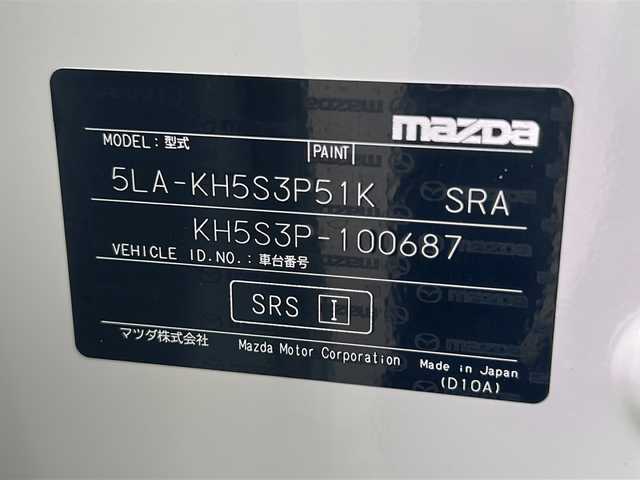 mazda
MODEL: 型式 PAINT
5LA-KH5S3P51K SRA
KH5S3P-100687
VEHICLE ID.NO.: 車台番号
SRS I
マツダ株式会社 Mazda Motor Corporation Made in Japan
(D10A)